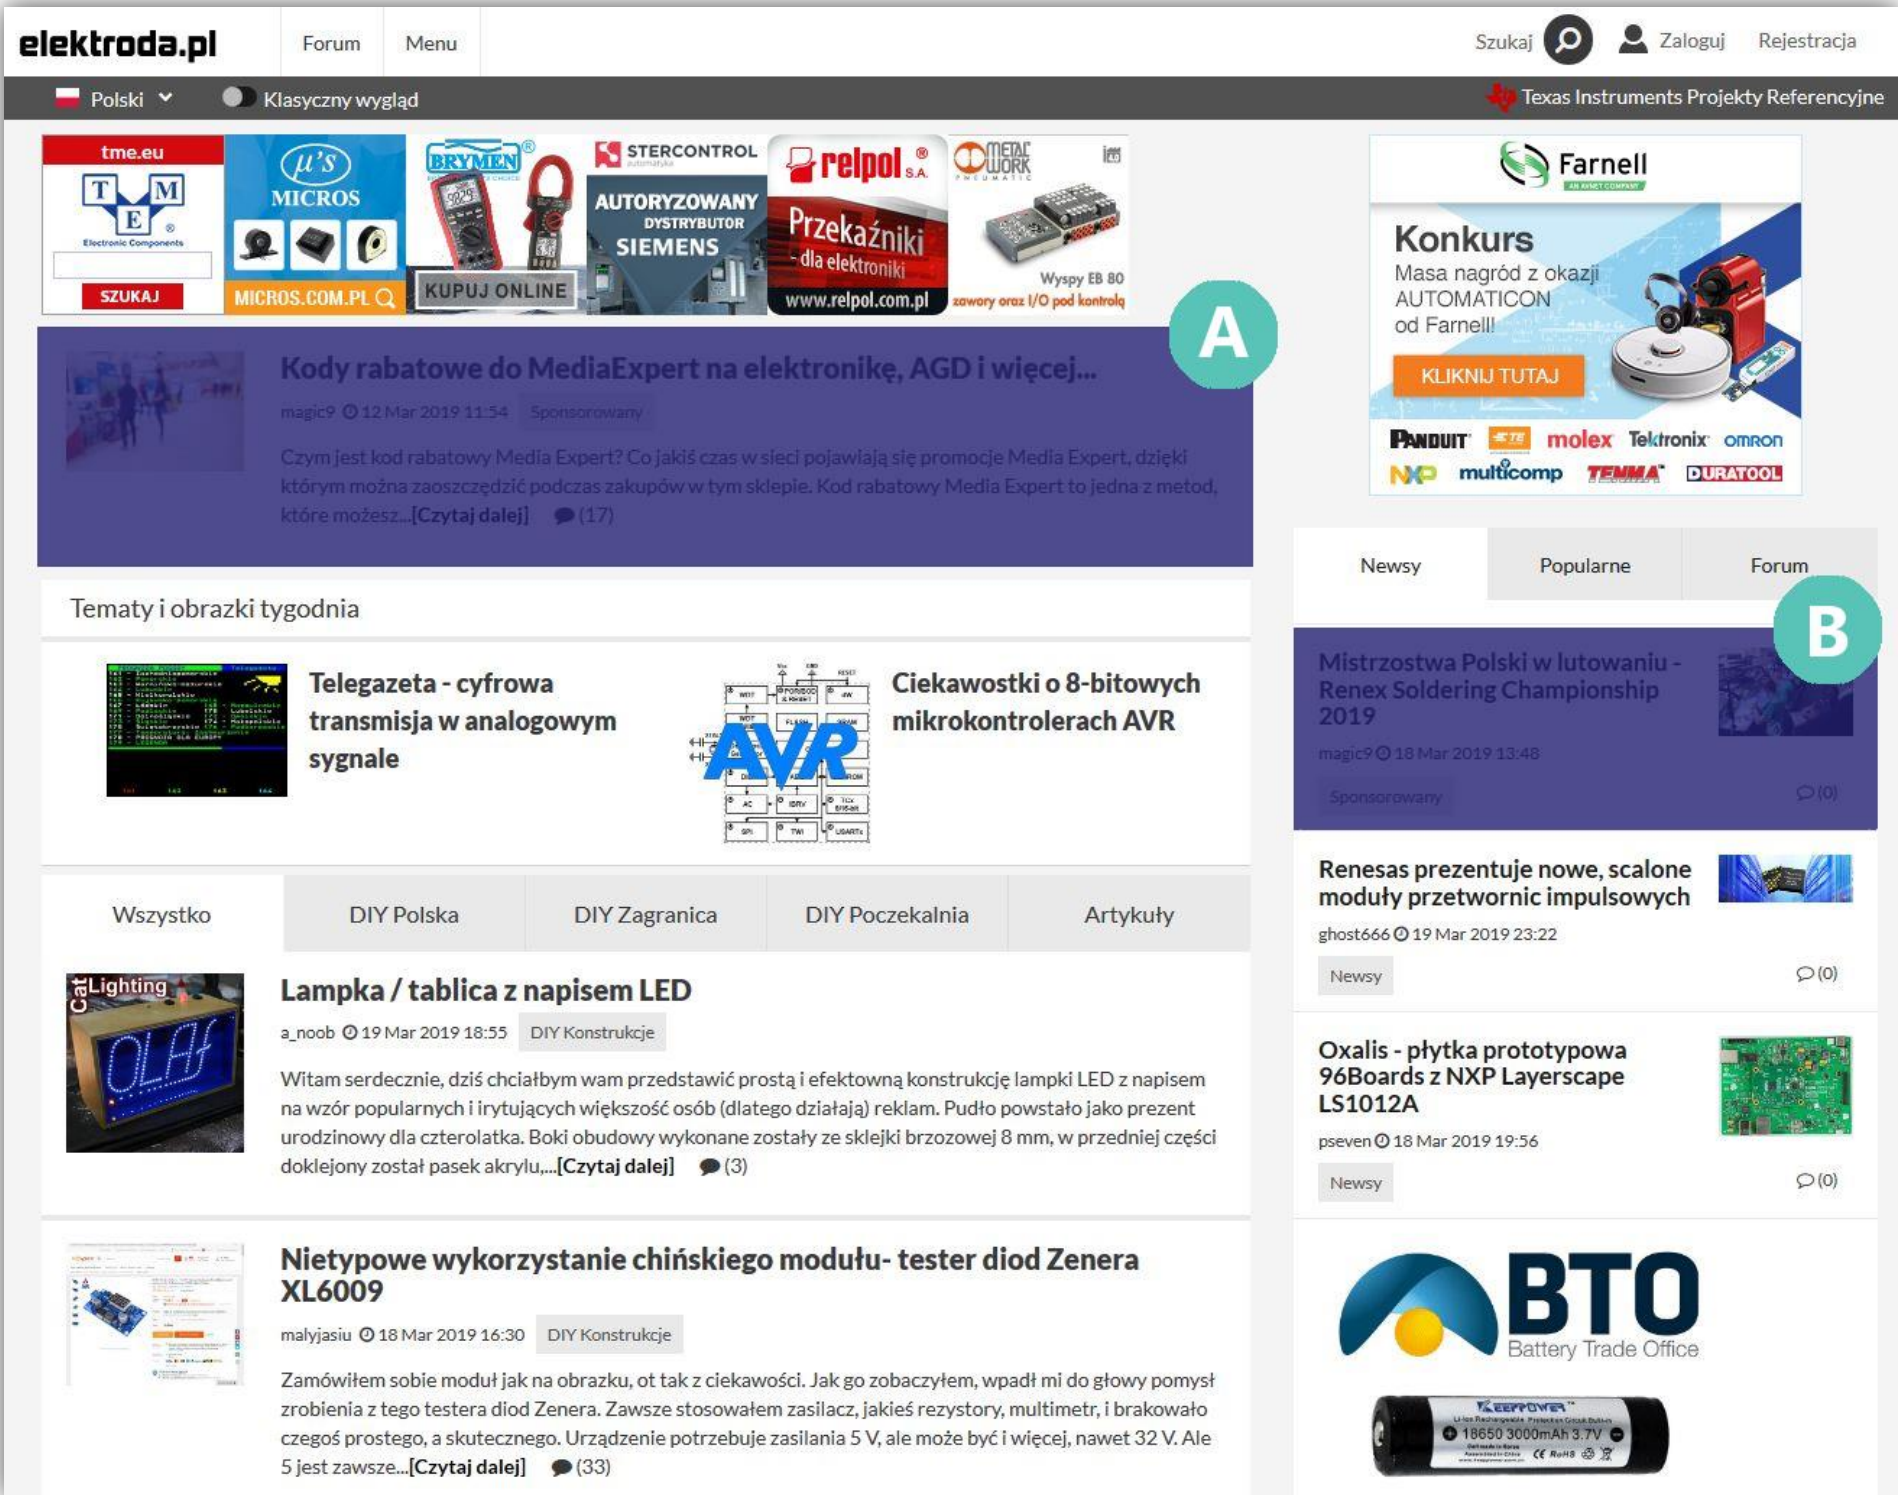 elektroda.pl
Forum
Menu
Szukaj
Zaloguj
Rejestracja
Polski
Klasyczny wygląd
Texas Instruments Projekty Referencyjne
tme.eu
T M
E
Electronic Components
SZUKAJ
µ's
MICROS
MICROS.COM.PL
BRYMEN
KUPUJ ONLINE
STERCONTROL
automatyka
AUTORYZOWANY
DYSTRYBUTOR
SIEMENS
relpol S.A.
Przekaźniki
- dla elektroniki
www.relpol.com.pl
METAL
WORK
PNEUMATIC
Wyspy EB 80
zawory oraz I/O pod kontrolą
Farnell
AN AVNET COMPANY
Konkurs
Masa nagród z okazji
AUTOMATICON
od Farnell!
KLIKNIJ TUTAJ
PANDUIT TE molex Tektronix OMRON
NXP multicomp TENMA DURATOOL
A
Kody rabatowe do MediaExpert na elektronikę, AGD i więcej...
magic9 12 Mar 2019 11:54 Sponsorowany
Czym jest kod rabatowy Media Expert? Co jakiś czas w sieci pojawiają się promocje Media Expert, dzięki
którym można zaoszczędzić podczas zakupów w tym sklepie. Kod rabatowy Media Expert to jedna z metod,
które możesz...[Czytaj dalej] (17)
Tematy i obrazki tygodnia
Telegazeta - cyfrowa
transmisja w analogowym
sygnale
AVR
Ciekawostki o 8-bitowych
mikrokontrolerach AVR
Wszystko
DIY Polska
DIY Zagranica
DIY Poczekalnia
Artykuły
CatLighting
OLAF
Lampka / tablica z napisem LED
a_noob 19 Mar 2019 18:55 DIY Konstrukcje
Witam serdecznie, dziś chciałbym wam przedstawić prostą i efektowną konstrukcję lampki LED z napisem
na wzór popularnych i irytujących większość osób (dlatego działają) reklam. Pudło powstało jako prezent
urodzinowy dla czterolatka. Boki obudowy wykonane zostały ze sklejki brzozowej 8 mm, w przedniej części
doklejony został pasek akrylu,...[Czytaj dalej] (3)
Nietypowe wykorzystanie chińskiego modułu- tester diod Zenera
XL6009
malyjasiu 18 Mar 2019 16:30 DIY Konstrukcje
Zamówiłem sobie moduł jak na obrazku, ot tak z ciekawości. Jak go zobaczyłem, wpadł mi do głowy pomysł
zrobienia z tego testera diod Zenera. Zawsze stosowałem zasilacz, jakieś rezystory, multimetr, i brakowało
czegoś prostego, a skutecznego. Urządzenie potrzebuje zasilania 5 V, ale może być i więcej, nawet 32 V. Ale
5 jest zawsze...[Czytaj dalej] (33)
Newsy
Popularne
Forum
B
Mistrzostwa Polski w lutowaniu -
Renex Soldering Championship
2019
magic9 18 Mar 2019 13:48
Sponsorowany (0)
Renesas prezentuje nowe, scalone
moduły przetwornic impulsowych
ghost666 19 Mar 2019 23:22
Newsy (0)
Oxalis - płytka prototypowa
96Boards z NXP Layerscape
LS1012A
pseven 18 Mar 2019 19:56
Newsy (0)
BTO
Battery Trade Office
KEEPPOWER
18650 3000mAh 3.7V
CE RoHS